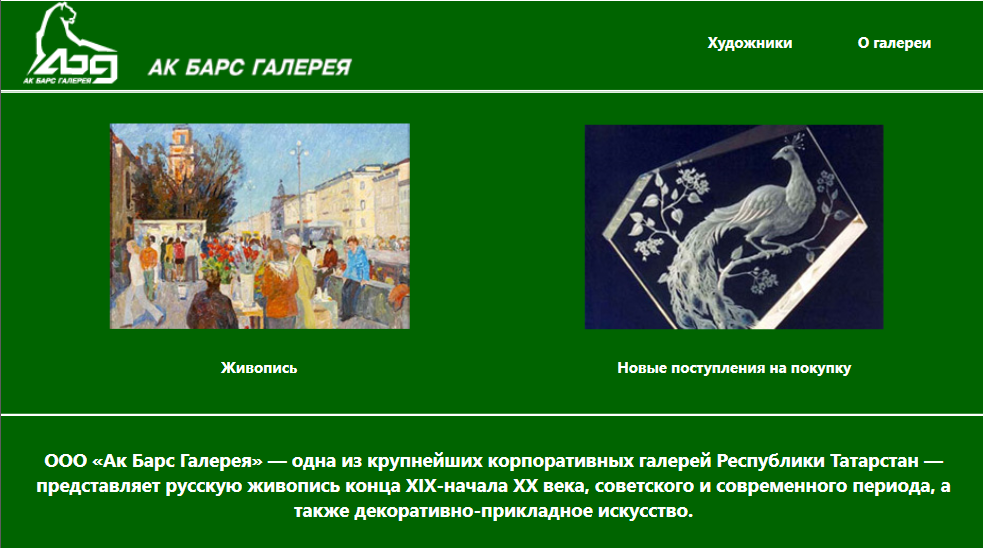 АБД
АК БАРС ГАЛЕРЕЯ
АК БАРС ГАЛЕРЕЯ
Художники
О галереи
Живопись
Новые поступления на покупку
ООО «Ак Барс Галерея» — одна из крупнейших корпоративных галерей Республики Татарстан —
представляет русскую живопись конца XIX-начала XX века, советского и современного периода, а
также декоративно-прикладное искусство.